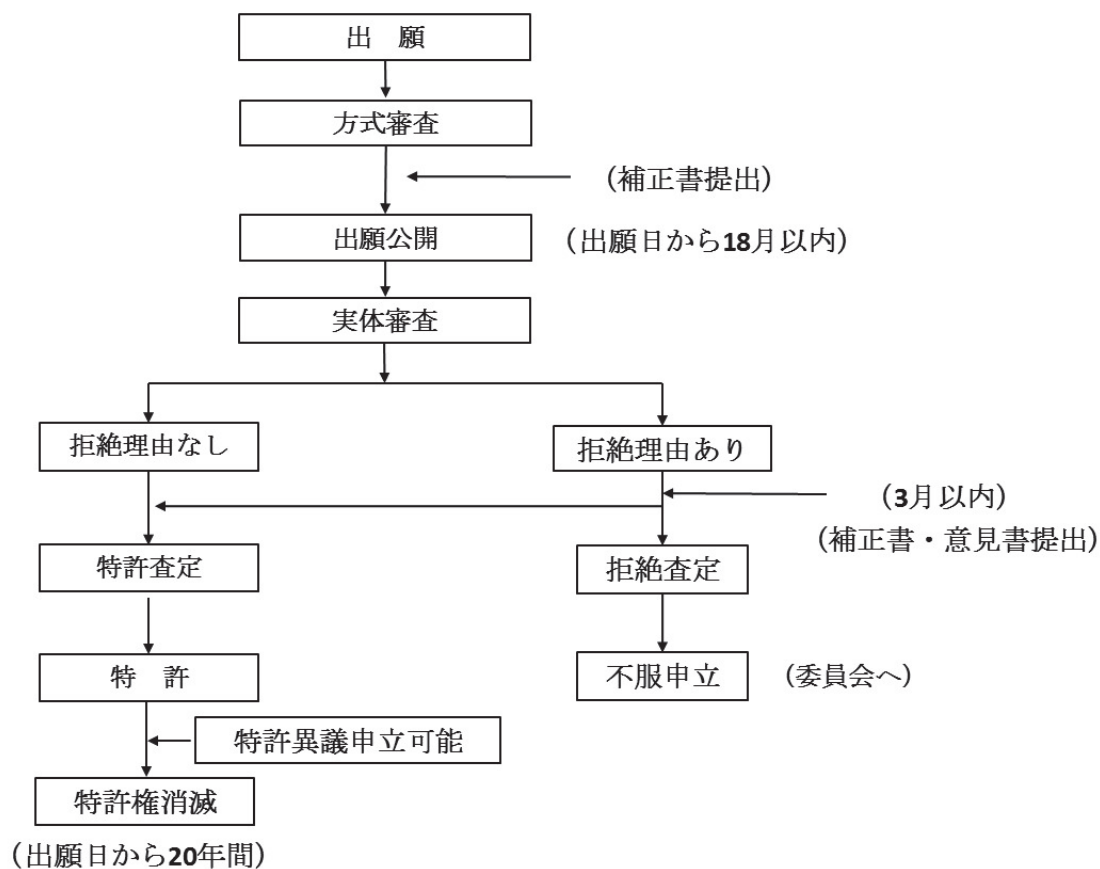 出　願
方式審査
（補正書提出）
出願公開
（出願日から18月以内）
実体審査
拒絶理由なし
拒絶理由あり
（3月以内）
（補正書・意見書提出）
特許査定
拒絶査定
特　許
不服申立
（委員会へ）
特許異議申立可能
特許権消滅
（出願日から20年間）